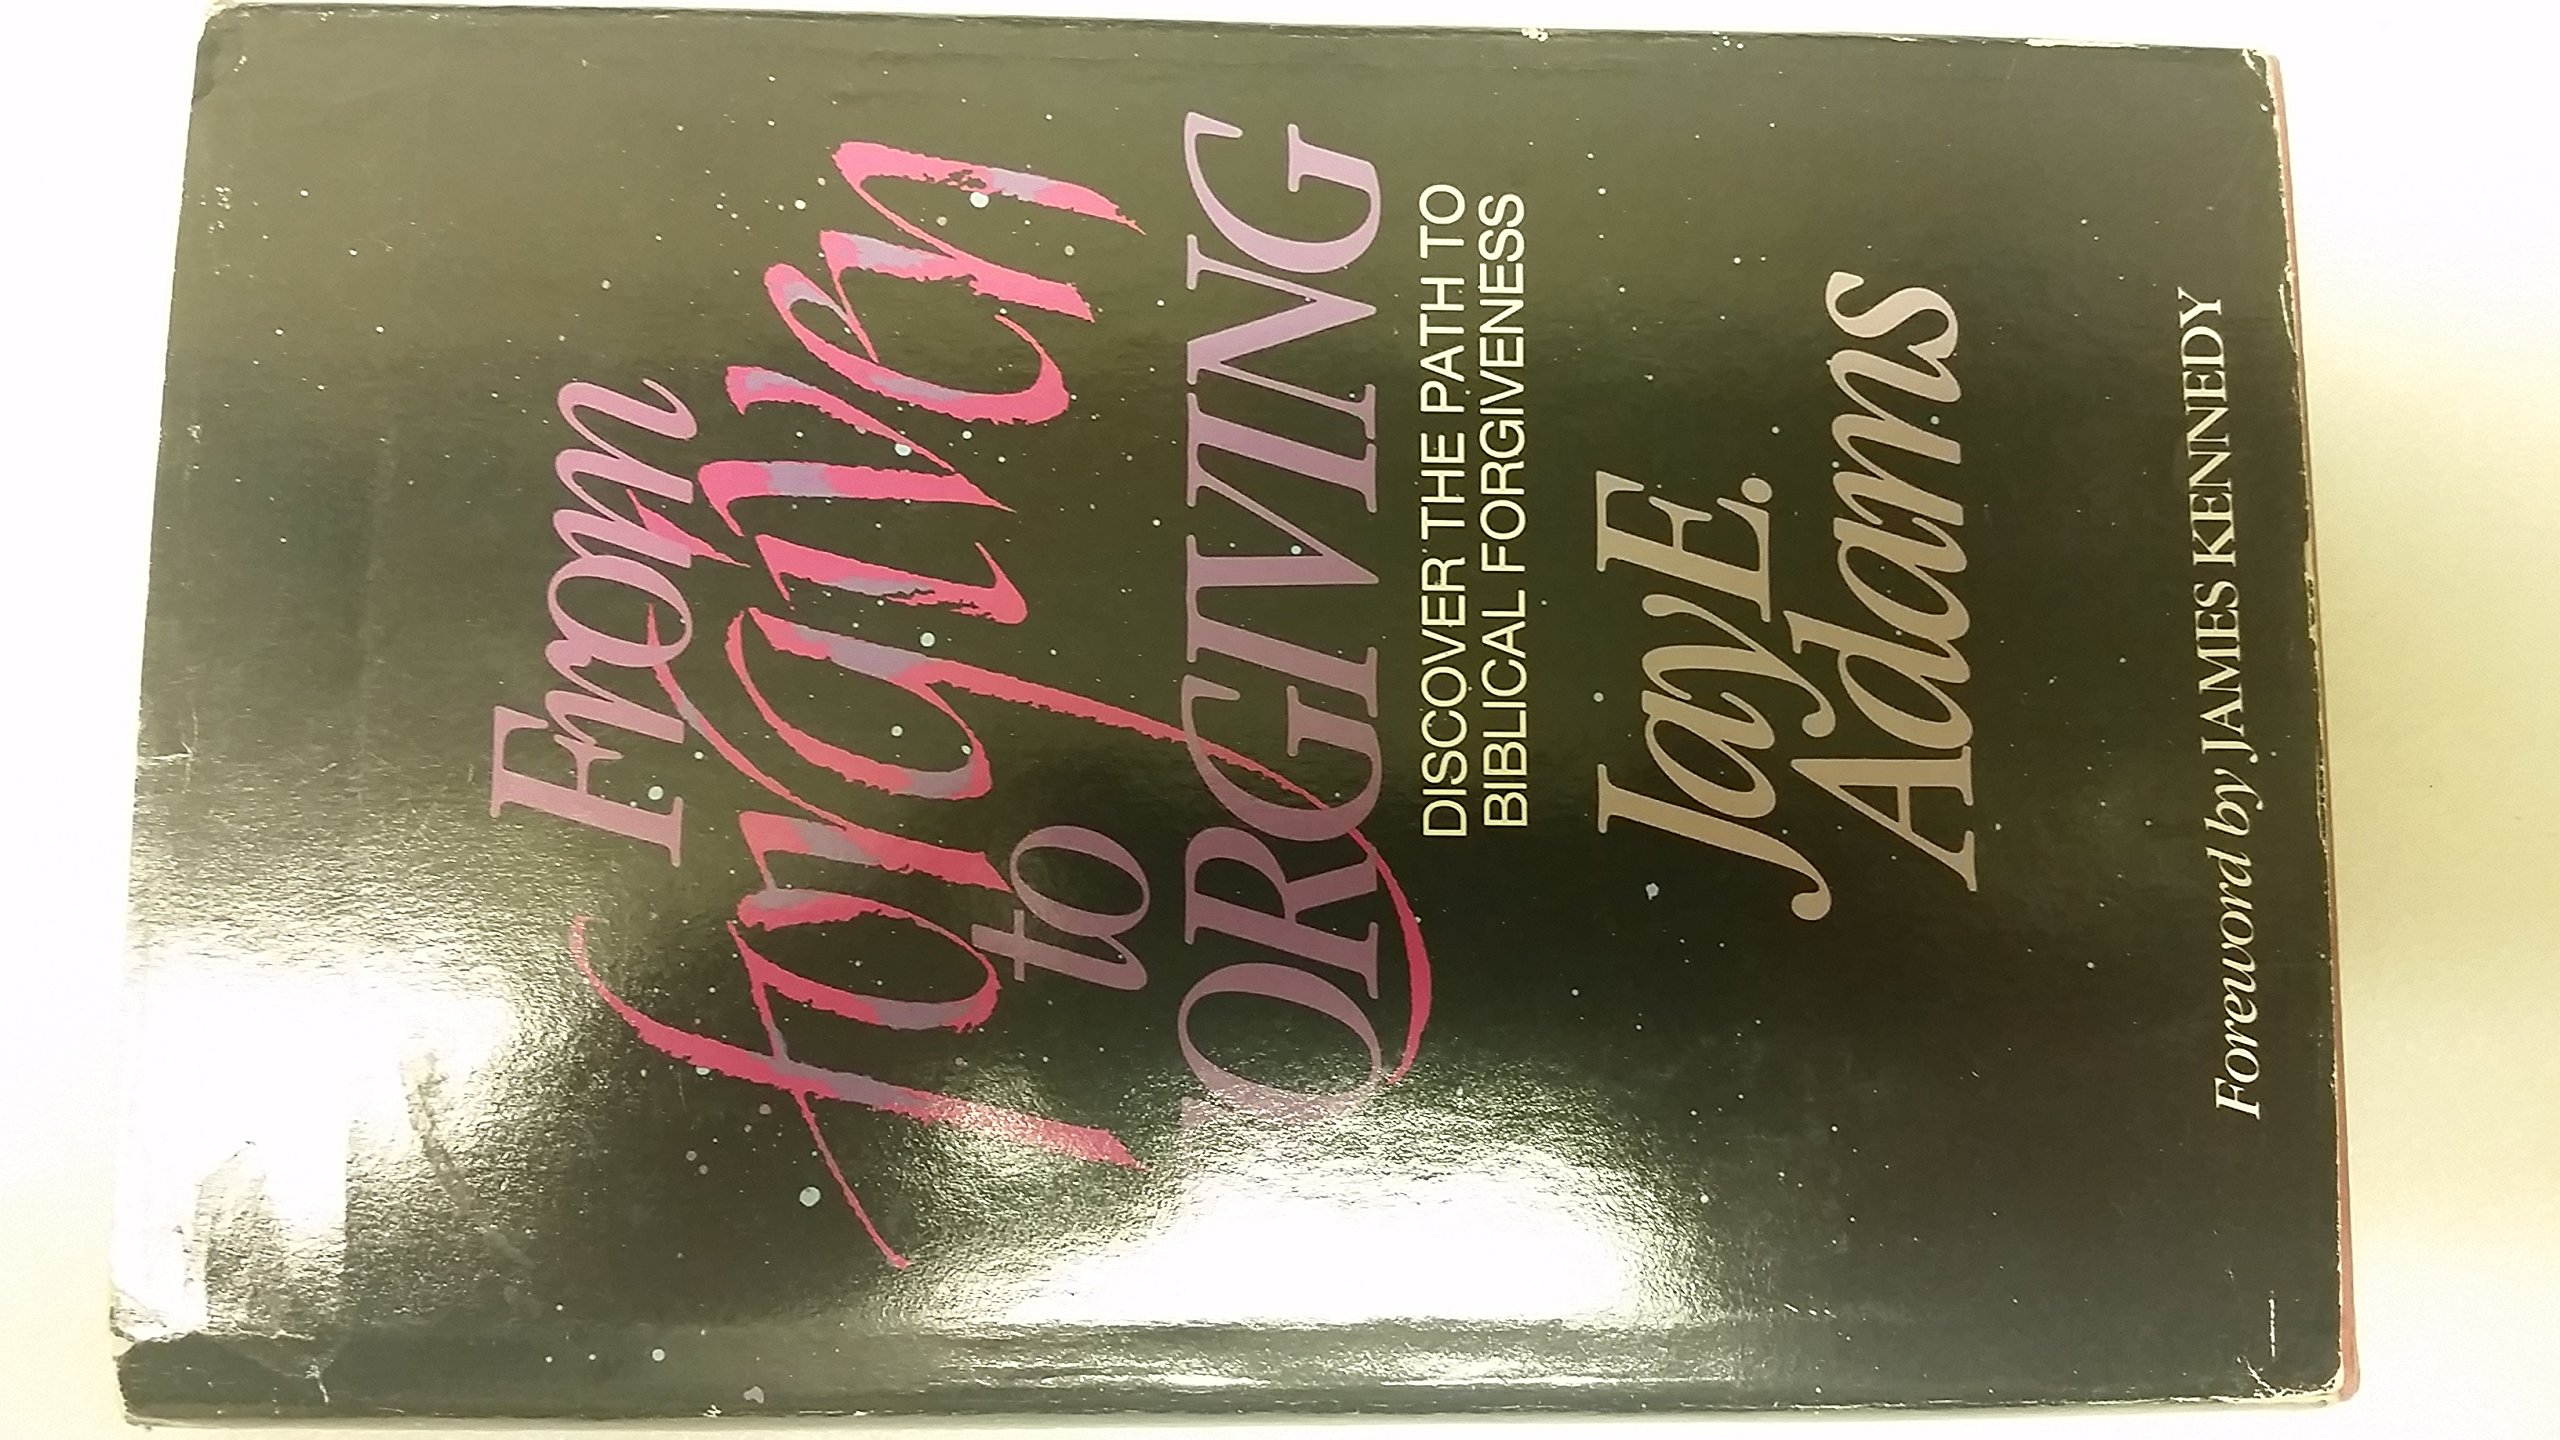 From
forgiven
to
FORGIVING
DISCOVER THE PATH TO
BIBLICAL FORGIVENESS
Jay E.
Adams
Foreword by JAMES KENNEDY